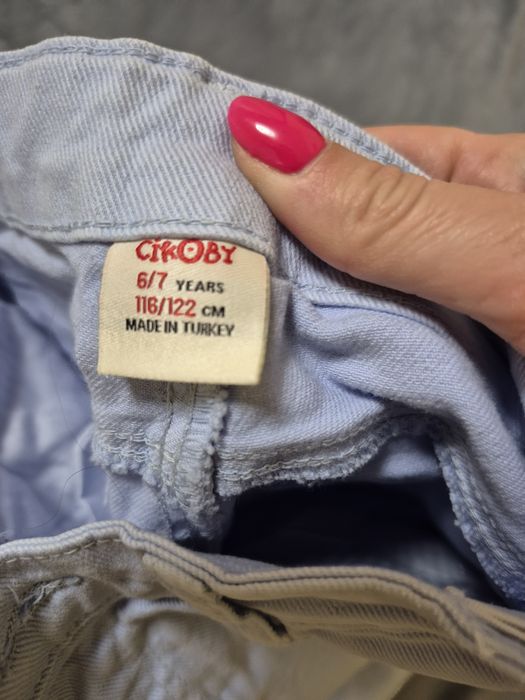 CİKOBY
6/7 YEARS
116/122 CM
MADE IN TURKEY